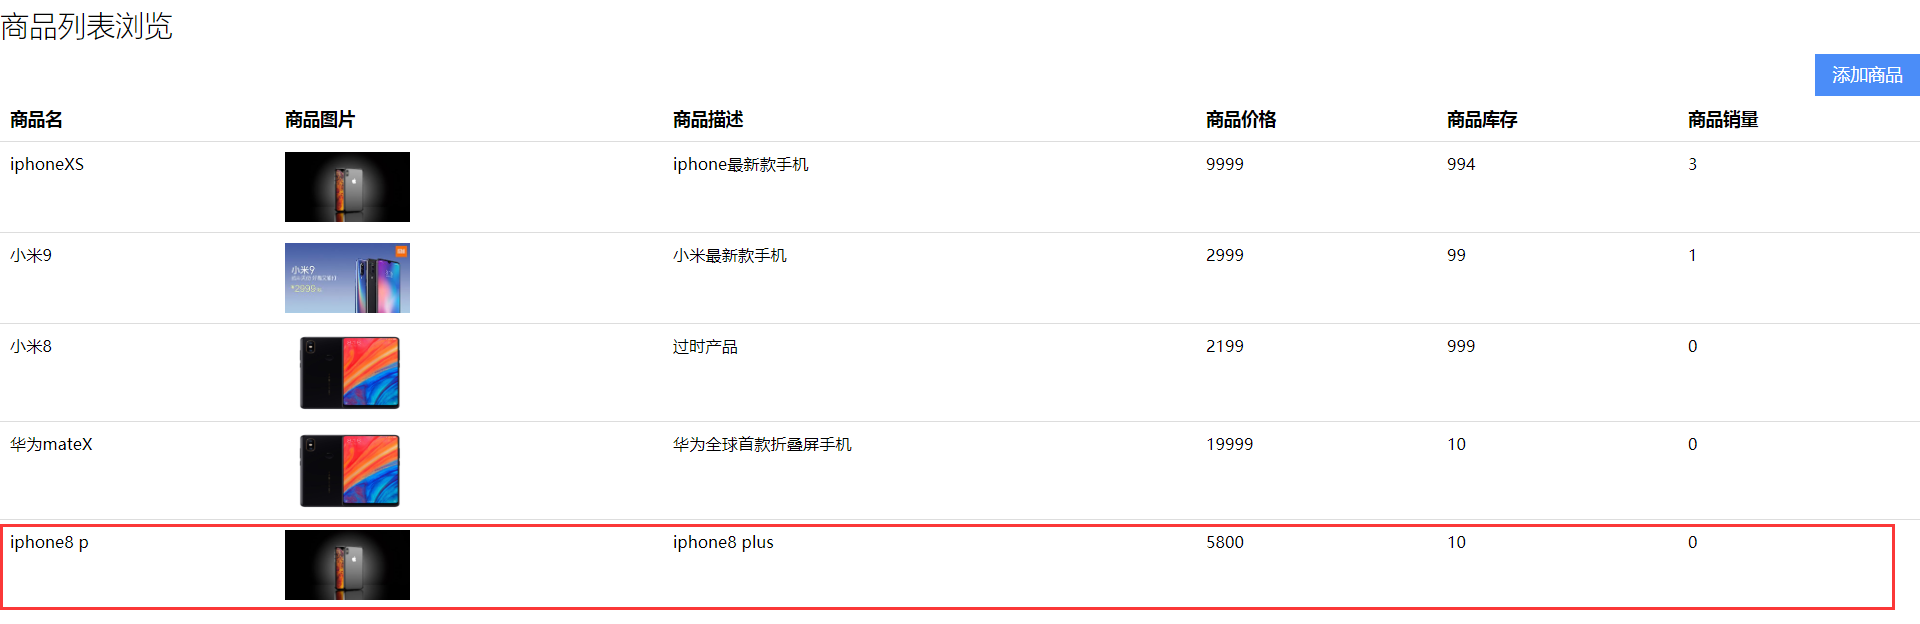 商品列表浏览
添加商品
商品名 商品图片 商品描述 商品价格 商品库存 商品销量
iphoneXS iphone最新款手机 9999 994 3
小米9 小米最新款手机 2999 99 1
小米9
2999
小米8 过时产品 2199 999 0
华为mateX 华为全球首款折叠屏手机 19999 10 0
iphone8 p iphone8 plus 5800 10 0